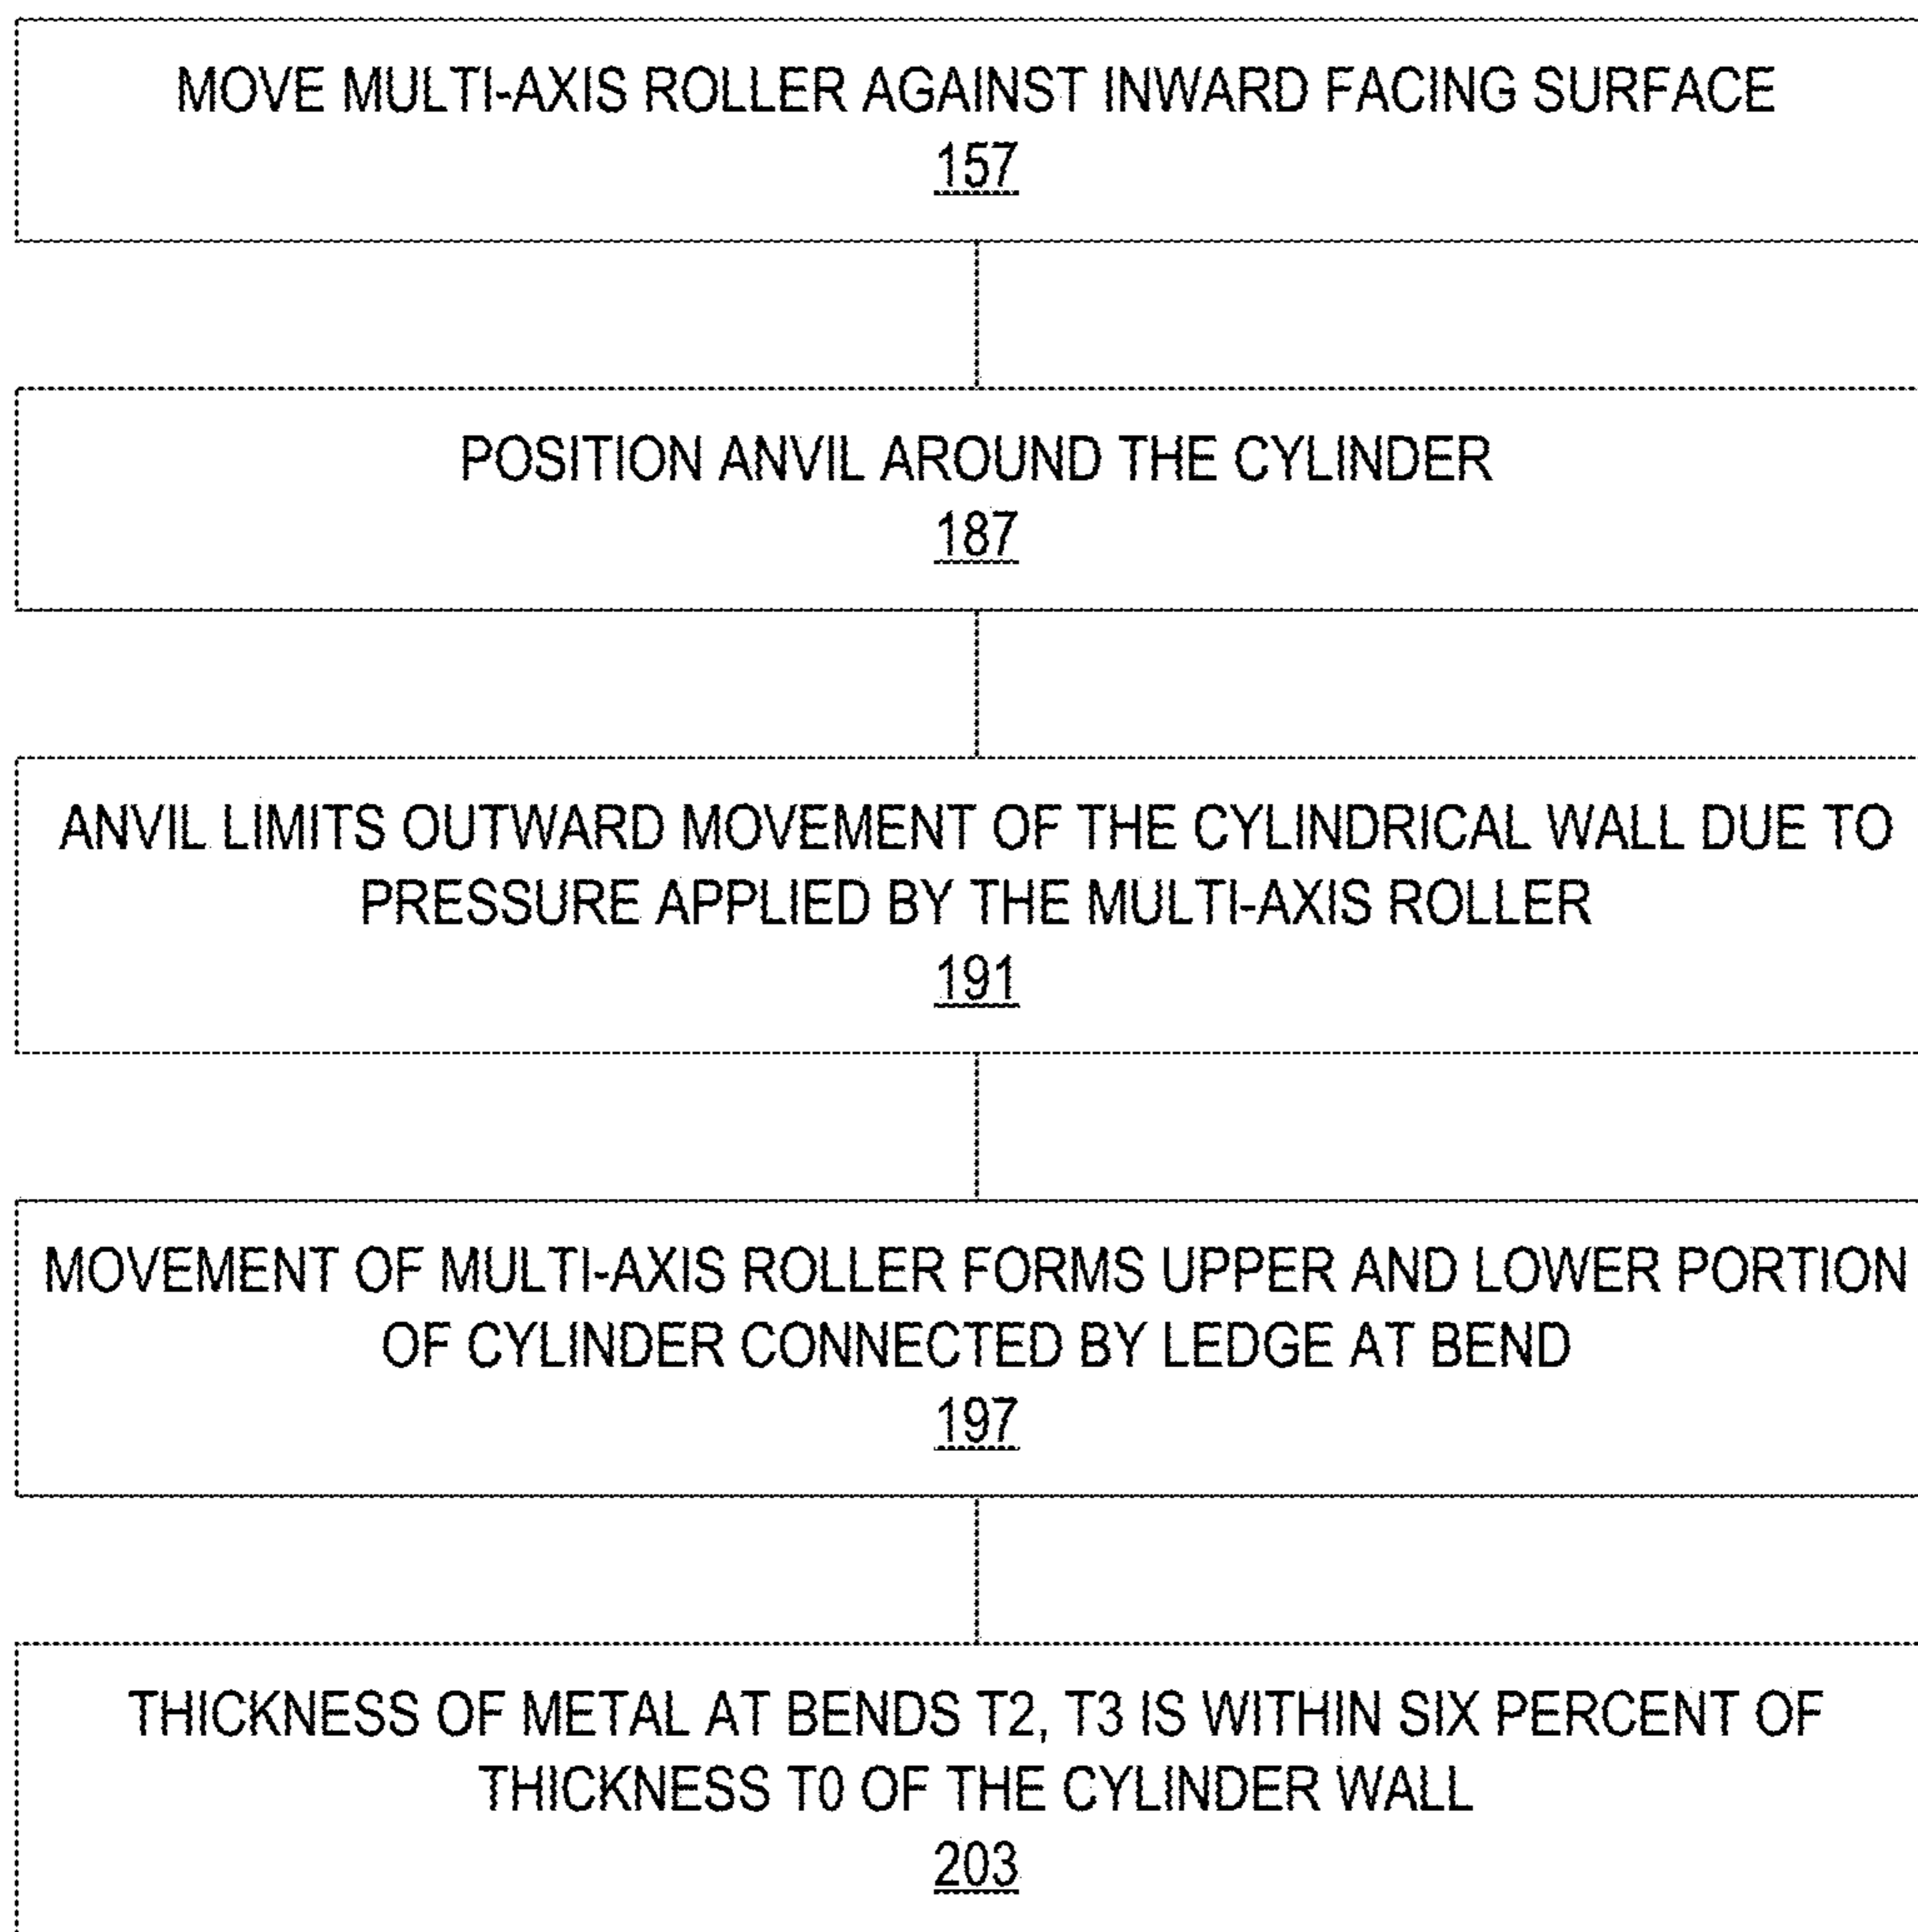 MOVE MULTI-AXIS ROLLER AGAINST INWARD FACING SURFACE
157
POSITION ANVIL AROUND THE CYLINDER
187
ANVIL LIMITS OUTWARD MOVEMENT OF THE CYLINDRICAL WALL DUE TO
PRESSURE APPLIED BY THE MULTI-AXIS ROLLER
191
MOVEMENT OF MULTI-AXIS ROLLER FORMS UPPER AND LOWER PORTION
OF CYLINDER CONNECTED BY LEDGE AT BEND
197
THICKNESS OF METAL AT BENDS T2, T3 IS WITHIN SIX PERCENT OF
THICKNESS T0 OF THE CYLINDER WALL
203